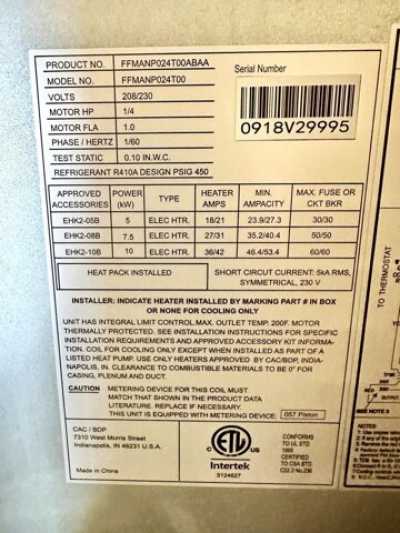 PRODUCT NO. FFMANP024T00ABAA
MODEL NO. FFMANP024T00
VOLTS 208/230
MOTOR HP 1/4
MOTOR FLA 1.0
PHASE / HERTZ 1/60
TEST STATIC 0.10 IN.W.C.
REFRIGERANT R410A DESIGN PSIG 450
Serial Number
0918V29995
APPROVED ACCESSORIES POWER (kW) TYPE HEATER AMPS MIN. AMPACITY MAX. FUSE or CKT BKR
EHK2-05B 5 ELEC HTR. 18/21 23.9/27.3 30/30
EHK2-08B 7.5 ELEC HTR. 27/31 35.2/40.4 50/50
EHK2-10B 10 ELEC HTR. 36/42 46.4/53.4 60/60
HEAT PACK INSTALLED SHORT CIRCUIT CURRENT: 5kA RMS,
SYMMETRICAL, 230 V
INSTALLER: INDICATE HEATER INSTALLED BY MARKING PART # IN BOX
or NONE FOR COOLING ONLY
UNIT HAS INTEGRAL LIMIT CONTROL.MAX. OUTLET TEMP. 200F. MOTOR
THERMALLY PROTECTED. SEE INSTALLATION INSTRUCTIONS FOR SPECIFIC
INSTALLATION REQUIREMENTS AND APPROVED ACCESSORY KIT INFORMA-
TION. COIL FOR COOLING ONLY EXCEPT WHEN INSTALLED AS PART OF A
LISTED HEAT PUMP. USE ONLY HEATERS APPROVED BY CAC/BDP, INDIA-
NAPOLIS, IN. CLEARANCE TO COMBUSTIBLE MATERIALS TO BE 0" FOR
CASING, PLENUM and DUCT.
CAUTION METERING DEVICE FOR THIS COIL MUST
MATCH THAT SHOWN IN THE PRODUCT DATA
LITERATURE.
THIS UNIT IS EQUIPPED WITH METERING DEVICE: 057 Piston
CAC / BDP
7310 West Morris Street
Indianapolis, IN 46231 U.S.A.
Made in China
ETL
C US
Intertek
3124627
CONFORMS
TO UL STD
1995
CERTIFIED
TO CSA STD
C22.2 No.236
TO THERMOSTAT
RED
SEE NOTE 3